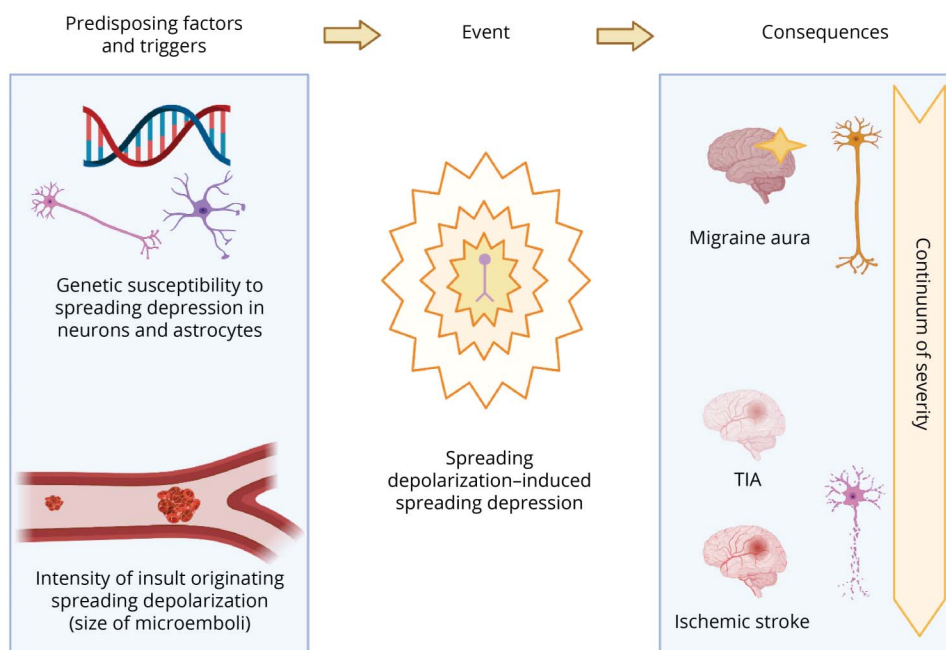 Predisposing factors
and triggers
Event
Consequences
Genetic susceptibility to
spreading depression in
neurons and astrocytes
Intensity of insult originating
spreading depolarization
(size of microemboli)
Spreading
depolarization–induced
spreading depression
Migraine aura
TIA
Ischemic stroke
Continuum of severity